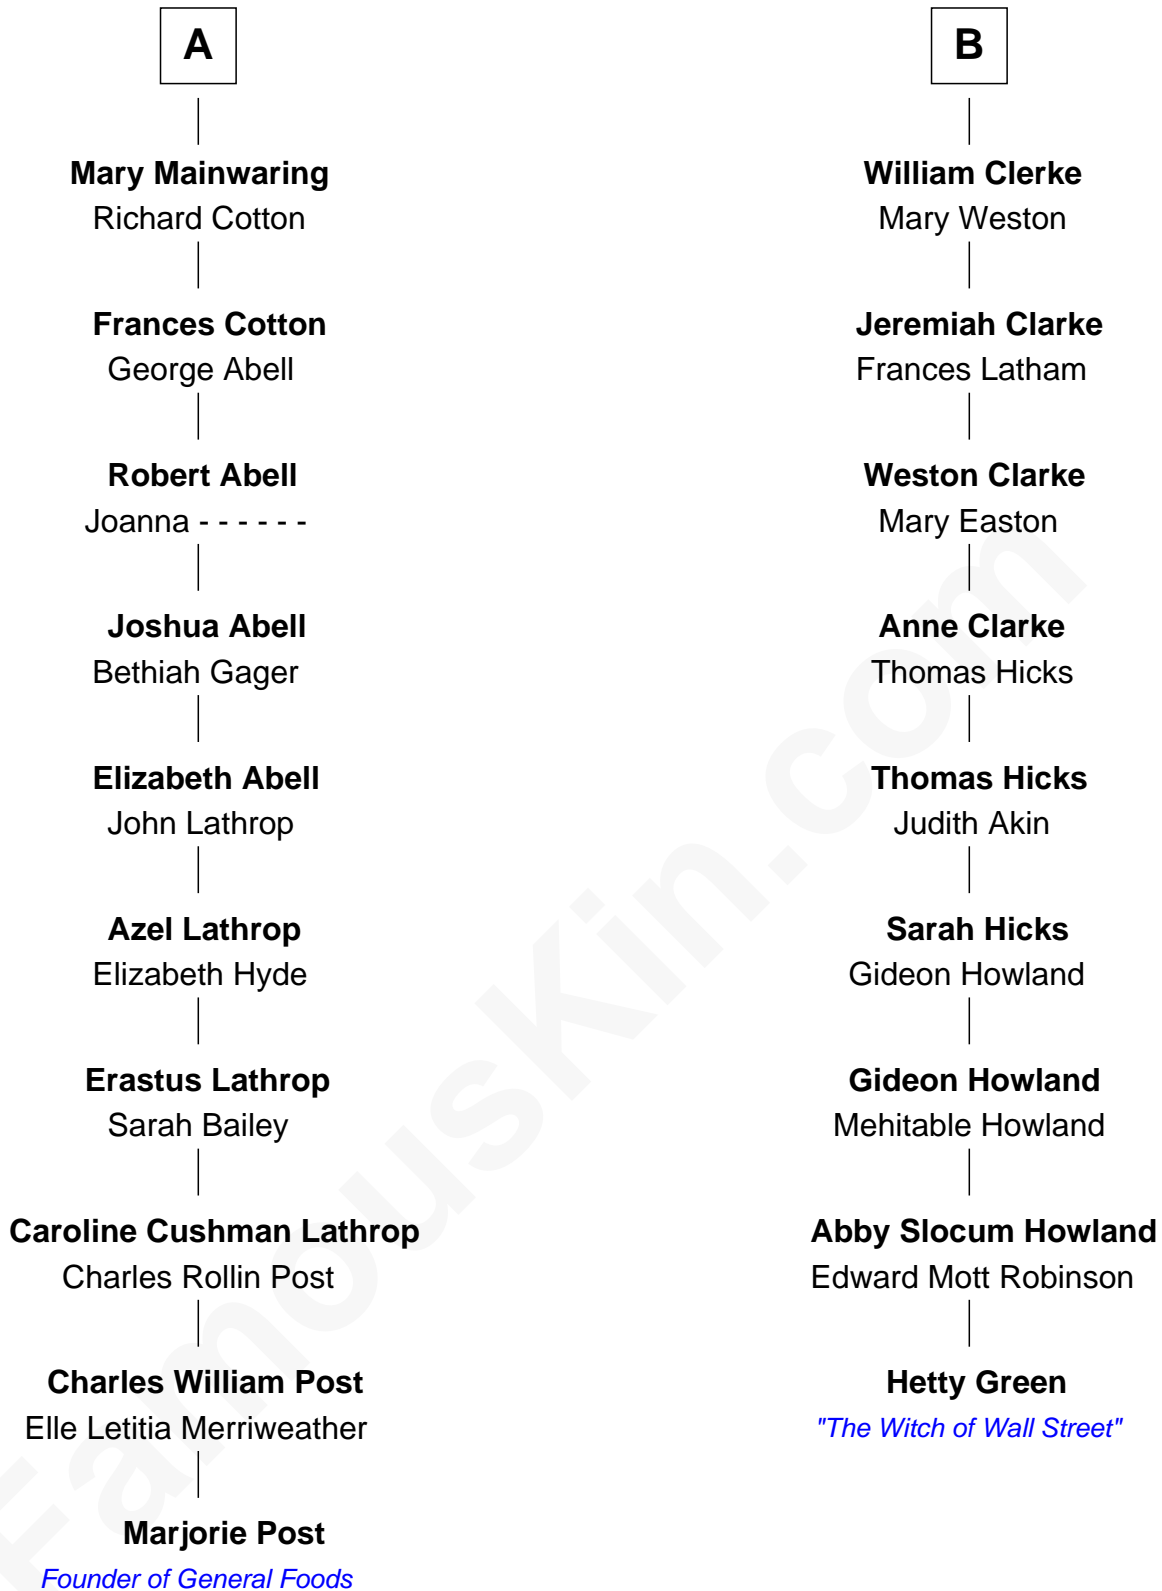 A
Mary Mainwaring
Richard Cotton
Frances Cotton
George Abell
Robert Abell
Joanna - - - - - -
Joshua Abell
Bethiah Gager
Elizabeth Abell
John Lathrop
Azel Lathrop
Elizabeth Hyde
Erastus Lathrop
Sarah Bailey
Caroline Cushman Lathrop
Charles Rollin Post
Charles William Post
Elle Letitia Merriweather
Marjorie Post
Founder of General Foods
B
William Clerke
Mary Weston
Jeremiah Clarke
Frances Latham
Weston Clarke
Mary Easton
Anne Clarke
Thomas Hicks
Thomas Hicks
Judith Akin
Sarah Hicks
Gideon Howland
Gideon Howland
Mehitable Howland
Abby Slocum Howland
Edward Mott Robinson
Hetty Green
"The Witch of Wall Street"
FamousKin.com